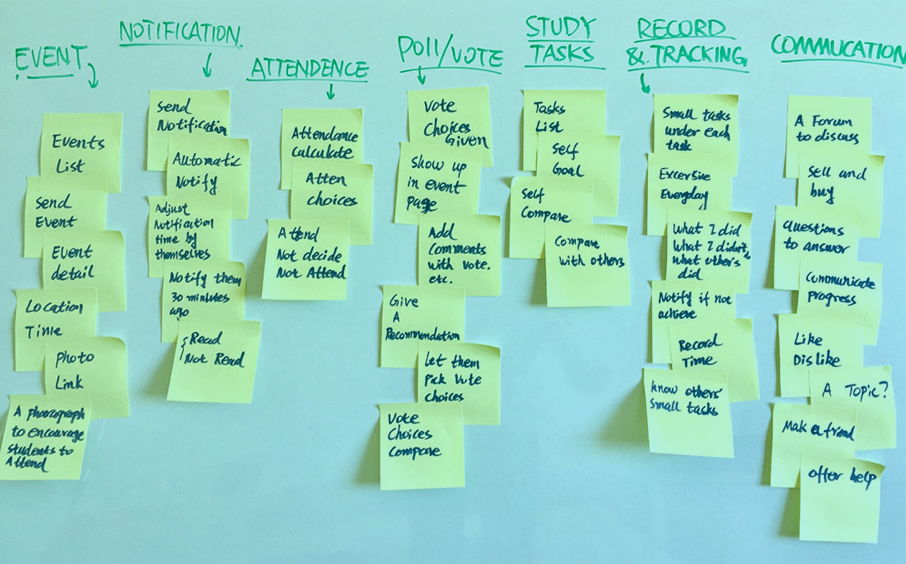 EVENT
Events
List
Send
Event
Event
detail
Location
Time
Photo
Link
A phorograph
to encourage
students to
Attend
NOTIFICATION
Send
Notification
Automatic
Notify
Adjust
Notification
time by
themselves
Notify them
30 minutes
ago
Read
Not Read
ATTENDENCE
Attendance
Calculate
Atten
choices
Attend
Not decide
Not Attend
POLL/VOTE
Vote
Choices
Given
Show up
in event
page
Add
Comments
with Vote.
etc.
Give
A
Recommendation
Let them
Pick Vote
choices
Vote
Choices
Compare
STUDY
TASKS
Tasks
List
Self
Goal
Self
Compare
Compare
with others
RECORD
& TRACKING
Small tasks
under each
task
Excersise
Everyday
What I did
What I didn't
what other's
did
Notify if not
achieve
Record
Time
know others'
Small tasks
COMMUCATION
A Forum
to discuss
Sell and
buy
questions
to answer
Communicate
Progress
Like
Dislike
A Topic?
Make a friend
offer help